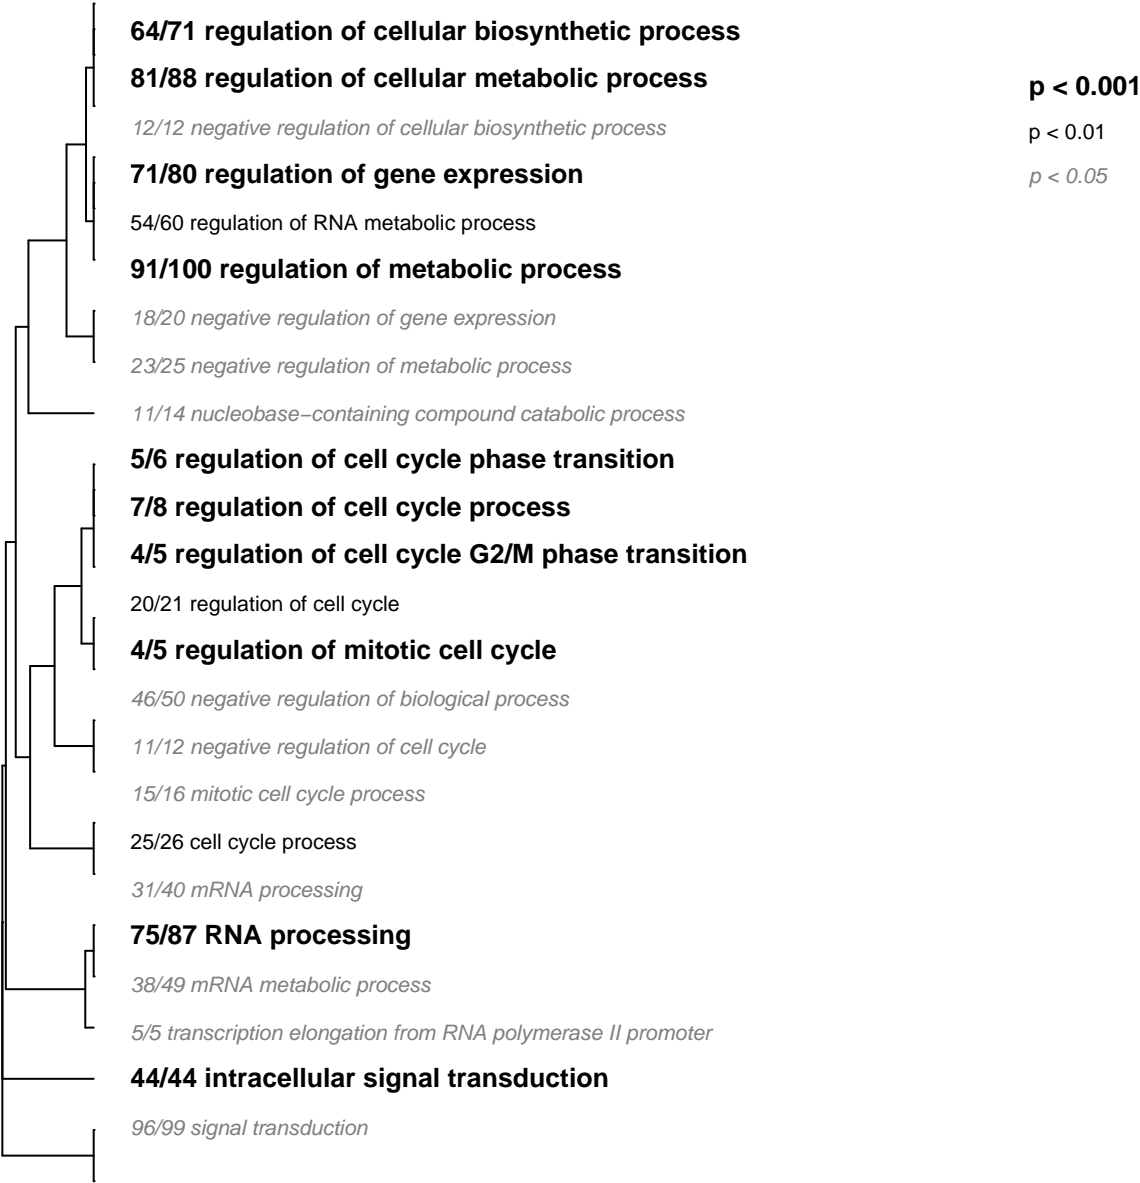 64/71 regulation of cellular biosynthetic process
81/88 regulation of cellular metabolic process
12/12 negative regulation of cellular biosynthetic process
71/80 regulation of gene expression
54/60 regulation of RNA metabolic process
91/100 regulation of metabolic process
18/20 negative regulation of gene expression
23/25 negative regulation of metabolic process
11/14 nucleobase−containing compound catabolic process
5/6 regulation of cell cycle phase transition
7/8 regulation of cell cycle process
4/5 regulation of cell cycle G2/M phase transition
20/21 regulation of cell cycle
4/5 regulation of mitotic cell cycle
46/50 negative regulation of biological process
11/12 negative regulation of cell cycle
15/16 mitotic cell cycle process
25/26 cell cycle process
31/40 mRNA processing
75/87 RNA processing
38/49 mRNA metabolic process
5/5 transcription elongation from RNA polymerase II promoter
44/44 intracellular signal transduction
96/99 signal transduction
p < 0.001
p < 0.01
p < 0.05